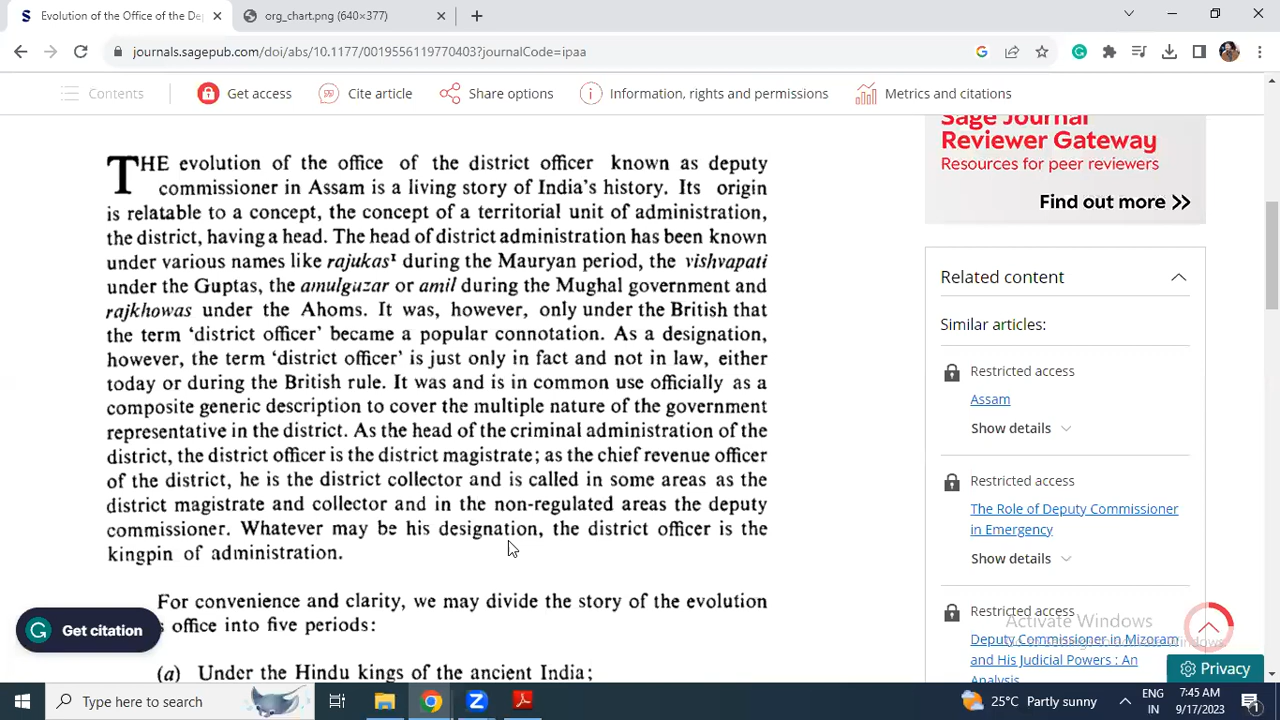 Evolution of the Office of the De
org_chart.png (640×377)
journals.sagepub.com/doi/abs/10.1177/0019556119770403?journalCode=ipaa
Contents
Get access
Cite article
Share options
Information, rights and permissions
Metrics and citations
THE evolution of the office of the district officer known as deputy
commissioner in Assam is a living story of India's history. Its origin
is relatable to a concept, the concept of a territorial unit of administration,
the district, having a head. The head of district administration has been known
under various names like rajukas¹ during the Mauryan period, the vishvapati
under the Guptas, the amulguzar or amil during the Mughal government and
rajkhowas under the Ahoms. It was, however, only under the British that
the term 'district officer' became a popular connotation. As a designation,
however, the term 'district officer' is just only in fact and not in law, either
today or during the British rule. It was and is in common use officially as a
composite generic description to cover the multiple nature of the government
representative in the district. As the head of the criminal administration of the
district, the district officer is the district magistrate; as the chief revenue officer
of the district, he is the district collector and is called in some areas as the
district magistrate and collector and in the non-regulated areas the deputy
commissioner. Whatever may be his designation, the district officer is the
kingpin of administration.
For convenience and clarity, we may divide the story of the evolution
office into five periods:
(a) Under the Hindu kings of the ancient India;
Get citation
Sage Journal
Reviewer Gateway
Resources for peer reviewers
Find out more >>
Related content
Similar articles:
Restricted access
Assam
Show details
Restricted access
The Role of Deputy Commissioner
in Emergency
Show details
Restricted access
Deputy Commissioner in Mizoram
and His Judicial Powers : An
Analysis
Activate Windows
Privacy
Type here to search
25°C Partly sunny
ENG
IN
7:45 AM
9/17/2023